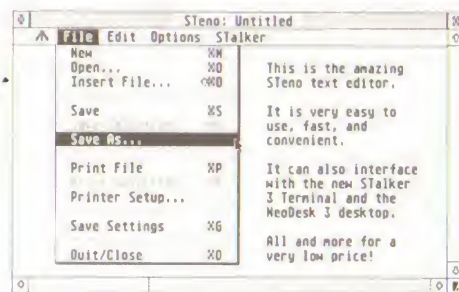 STeno: Untitled
File Edit Options STalker
New ⌘N
Open... ⌘O
Insert File... ⌘O
Save ⌘S
Save As...
Print File ⌘P
Printer Setup...
Save Settings ⌘G
Quit/Close ⌘Q
This is the amazing
STeno text editor.
It is very easy to
use, fast, and
convenient.
It can also interface
with the new STalker
3 Terminal and the
NeoDesk 3 desktop.
All and more for a
very low price!